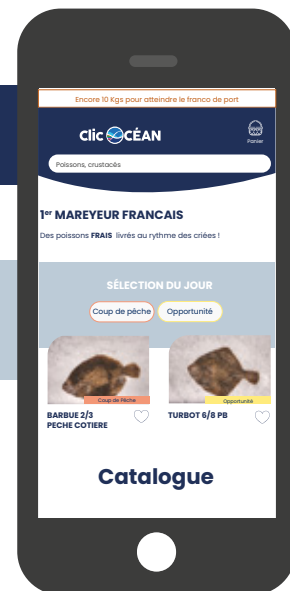 Encore 10 Kgs pour atteindre le franco de port
Clic OCÉAN
Panier
Poissons, crustacés
1er MAREYEUR FRANCAIS
Des poissons FRAIS livrés au rythme des criées !
SÉLECTION DU JOUR
Coup de pêche Opportunité
Coup de Pêche Opportunité
BARBUE 2/3 TURBOT 6/8 PB
PECHE COTIERE
Catalogue